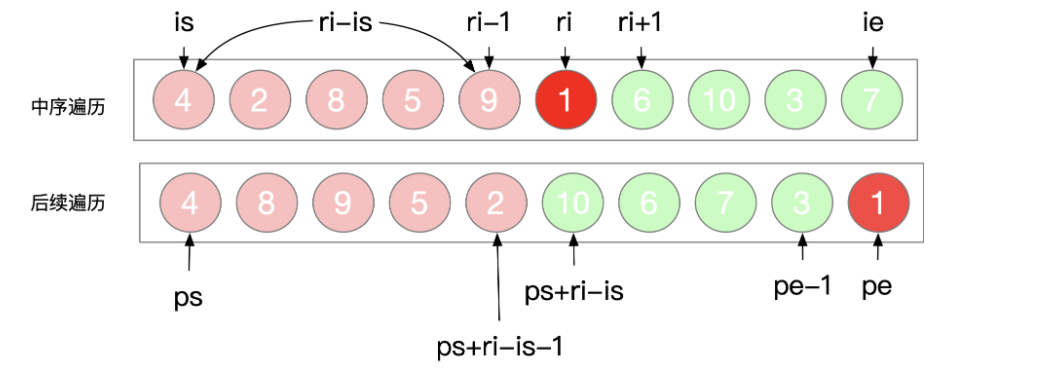 is ri-is ri-1 ri ri+1 ie
中序遍历 4 2 8 5 9 1 6 10 3 7
后续遍历 4 8 9 5 2 10 6 7 3 1
ps ps+ri-is pe-1 pe
ps+ri-is-1